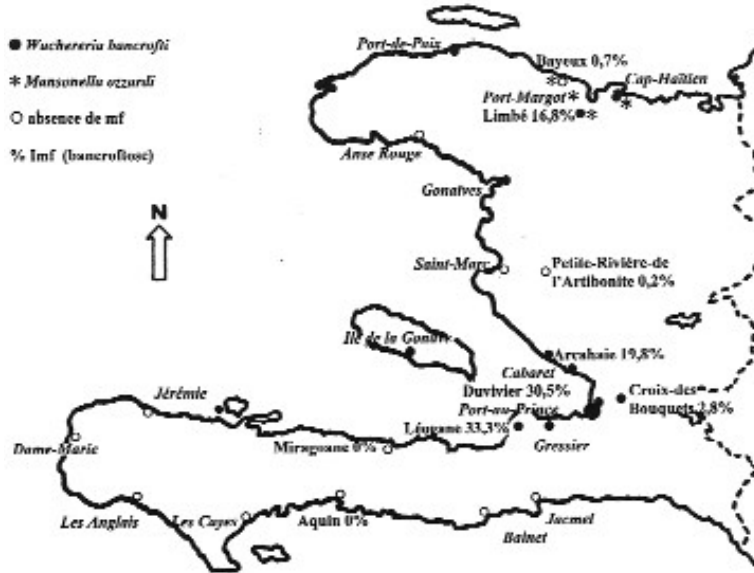 ● Wuchereria bancrofti
* Mansonella ozzardi
○ absence de mf
% Imf (bancroftose)
N
Port-de-Paix
Bayeux 0,7%
Cap-Haïtien
Port-Margot
Limbé 16,8%
Anse Rouge
Gonaïves
Saint-Marc
Petite-Rivière-de
l'Artibonite 0,2%
Ile de la Gonave
Arcahaie 19,8%
Cabaret
Duvivier 30,5%
Jérémie
Port-au-Prince
Croix-des
Bouquets 2,8%
Léogane 33,3%
Gressier
Dame-Marie
Miragoane 0%
Les Anglais
Les Cayes
Aquin 0%
Jacmel
Bainet